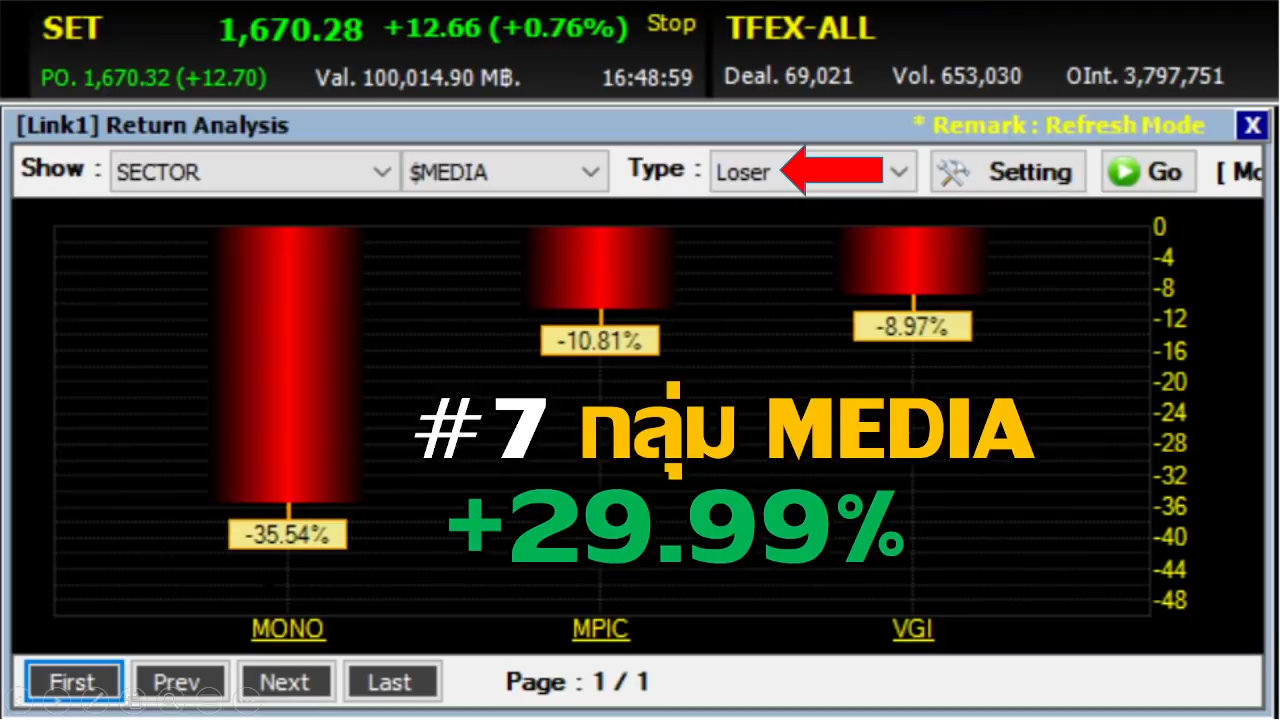 SET 1,670.28 +12.66 (+0.76%) Stop TFEX-ALL
PO. 1,670.32 (+12.70) Val. 100,014.90 M฿. 16:48:59 Deal. 69,021 Vol. 653,030 OInt. 3,797,751
[Link1] Return Analysis * Remark : Refresh Mode X
Show : SECTOR $MEDIA Type : Loser Setting Go [ Mo
0
-4
-8
-12
-16
-20
-24
-28
-32
-36
-40
-44
-48
-35.54%
-10.81%
-8.97%
#7 กลุ่ม MEDIA
+29.99%
MONO MPIC VGI
First Prev Next Last Page : 1 / 1